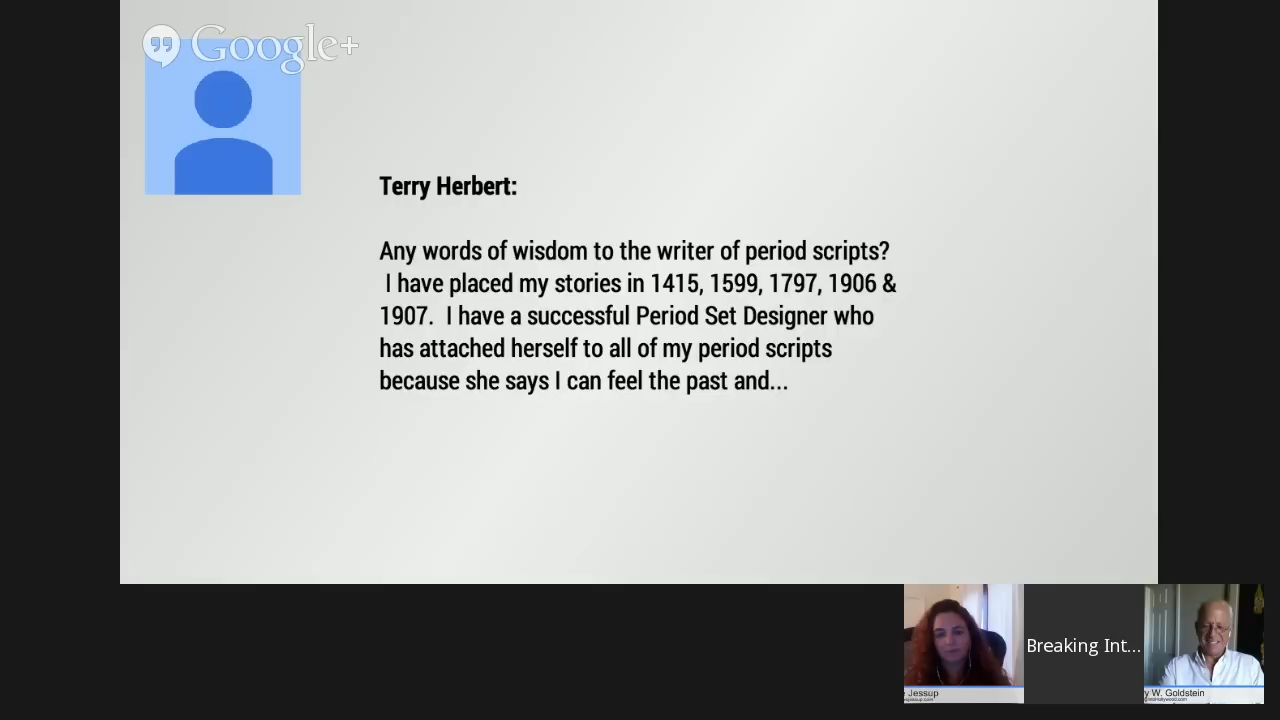 Google+
Terry Herbert:
Any words of wisdom to the writer of period scripts?
I have placed my stories in 1415, 1599, 1797, 1906 &
1907.  I have a successful Period Set Designer who
has attached herself to all of my period scripts
because she says I can feel the past and...
Breaking Int...
Jessup
y W. Goldstein